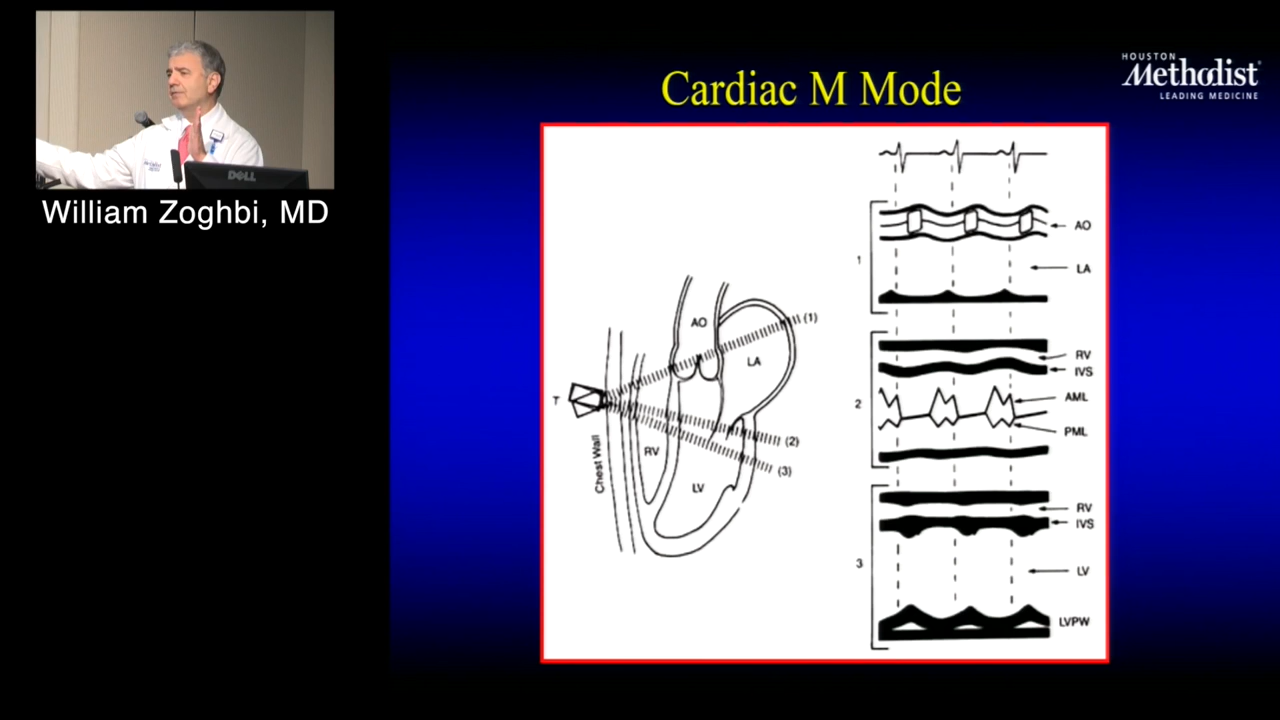 DELL
William Zoghbi, MD
Cardiac M Mode
HOUSTON
Methodist
LEADING MEDICINE
AO
(1)
LA
T
(2)
RV
(3)
LV
Chest Wall
1
AO
LA
2
RV
IVS
AML
PML
3
RV
IVS
LV
LVPW